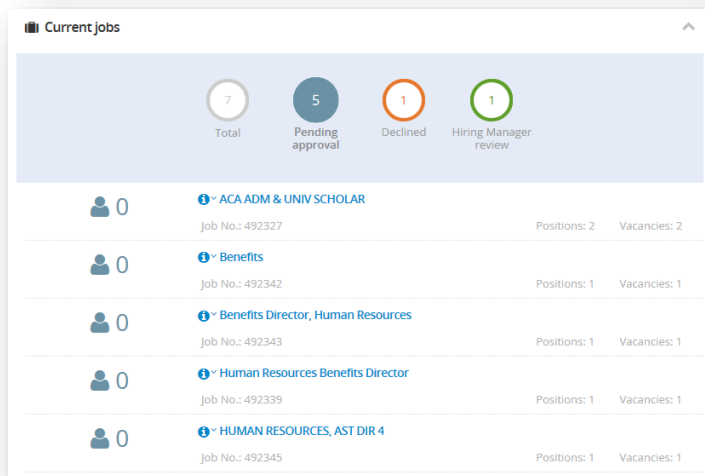 Current jobs
7 5 1 1
Total Pending approval Declined Hiring Manager review
0 ACA ADM & UNIV SCHOLAR
Job No.: 492327 Positions: 2 Vacancies: 2
0 Benefits
Job No.: 492342 Positions: 1 Vacancies: 1
0 Benefits Director, Human Resources
Job No.: 492343 Positions: 1 Vacancies: 1
0 Human Resources Benefits Director
Job No.: 492339 Positions: 1 Vacancies: 1
0 HUMAN RESOURCES, AST DIR 4
Job No.: 492345 Positions: 1 Vacancies: 1